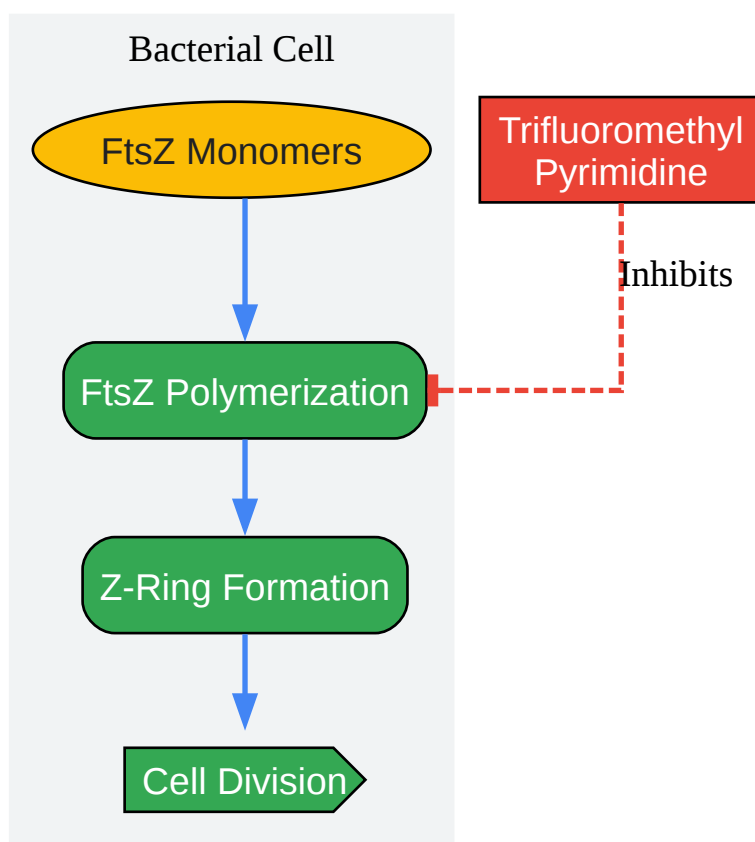 Bacterial Cell
FtsZ Monomers
Trifluoromethyl
Pyrimidine
Inhibits
FtsZ Polymerization
Z-Ring Formation
Cell Division